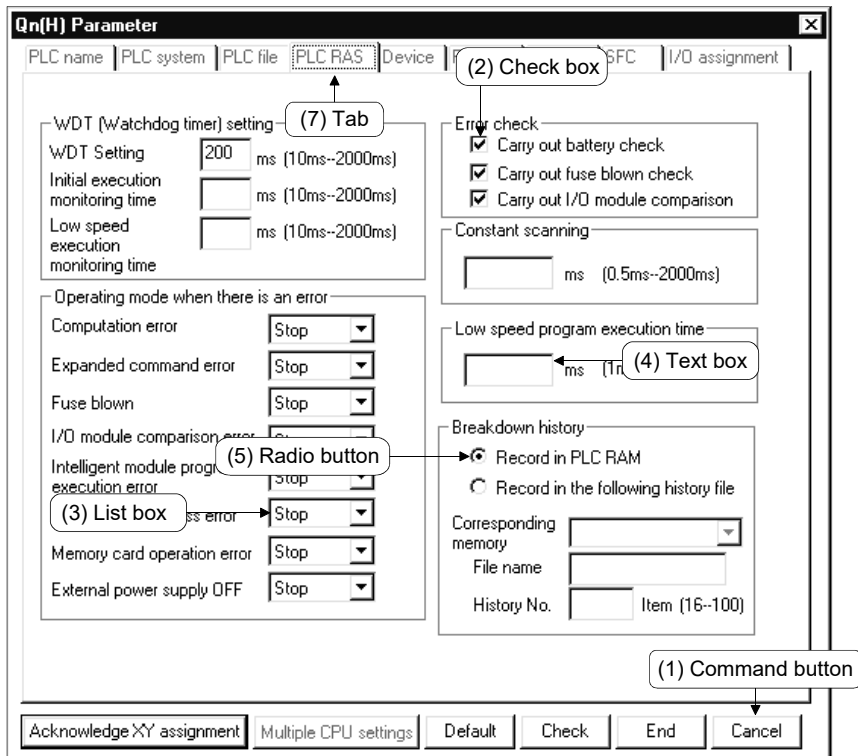 Qn(H) Parameter
PLC name PLC system PLC file PLC RAS Device SFC I/O assignment
(2) Check box
(7) Tab
WDT (Watchdog timer) setting
WDT Setting 200 ms (10ms--2000ms)
Initial execution
monitoring time ms (10ms--2000ms)
Low speed
execution
monitoring time ms (10ms--2000ms)
Operating mode when there is an error
Computation error Stop
Expanded command error Stop
Fuse blown Stop
I/O module comparison error
(5) Radio button
Intelligent module
execution error Stop
(3) List box error Stop
Memory card operation error Stop
External power supply OFF Stop
Error check
Carry out battery check
Carry out fuse blown check
Carry out I/O module comparison
Constant scanning
ms (0.5ms--2000ms)
Low speed program execution time
ms
(4) Text box
Breakdown history
Record in PLC RAM
Record in the following history file
Corresponding
memory
File name
History No. Item (16--100)
(1) Command button
Acknowledge XY assignment Multiple CPU settings Default Check End Cancel